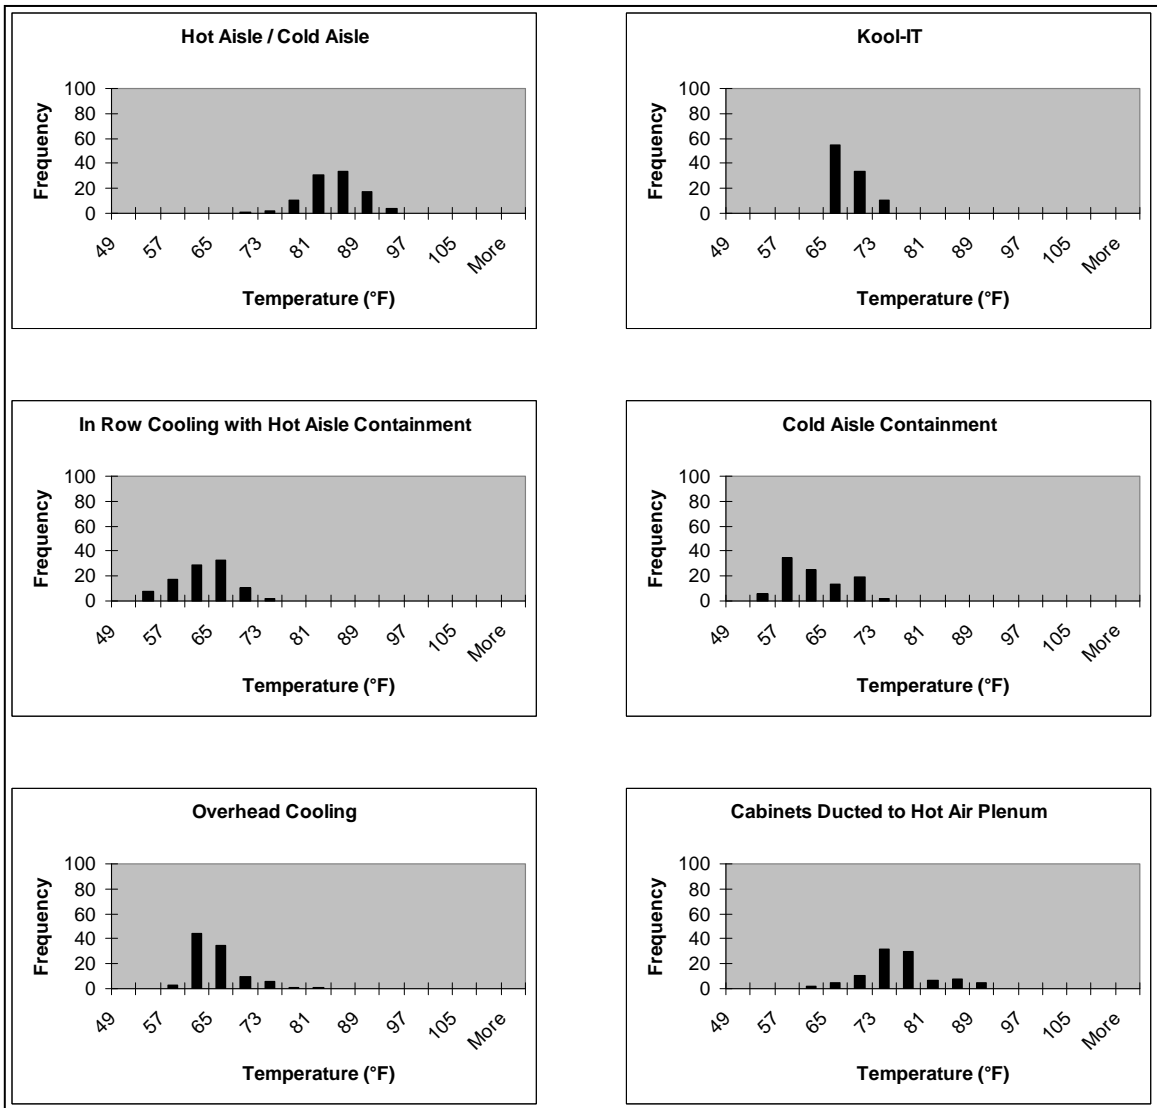 Hot Aisle / Cold Aisle
Frequency
100
80
60
40
20
0
49 57 65 73 81 89 97 105 More
Temperature (°F)
Kool-IT
Frequency
100
80
60
40
20
0
49 57 65 73 81 89 97 105 More
Temperature (°F)
In Row Cooling with Hot Aisle Containment
Frequency
100
80
60
40
20
0
49 57 65 73 81 89 97 105 More
Temperature (°F)
Cold Aisle Containment
Frequency
100
80
60
40
20
0
49 57 65 73 81 89 97 105 More
Temperature (°F)
Overhead Cooling
Frequency
100
80
60
40
20
0
49 57 65 73 81 89 97 105 More
Temperature (°F)
Cabinets Ducted to Hot Air Plenum
Frequency
100
80
60
40
20
0
49 57 65 73 81 89 97 105 More
Temperature (°F)